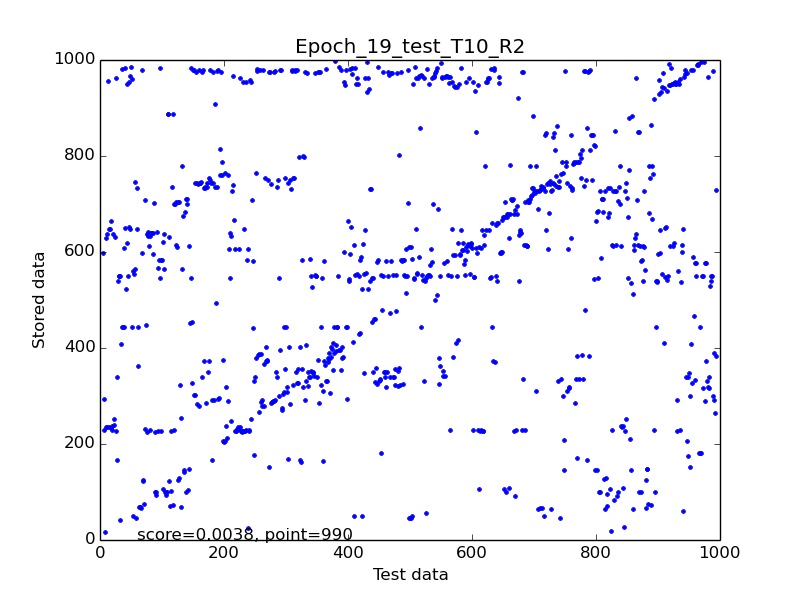 Epoch_19_test_T10_R2
1000
800
600
400
200
0
Stored data
score=0.0038, point=990
0 200 400 600 800 1000
Test data